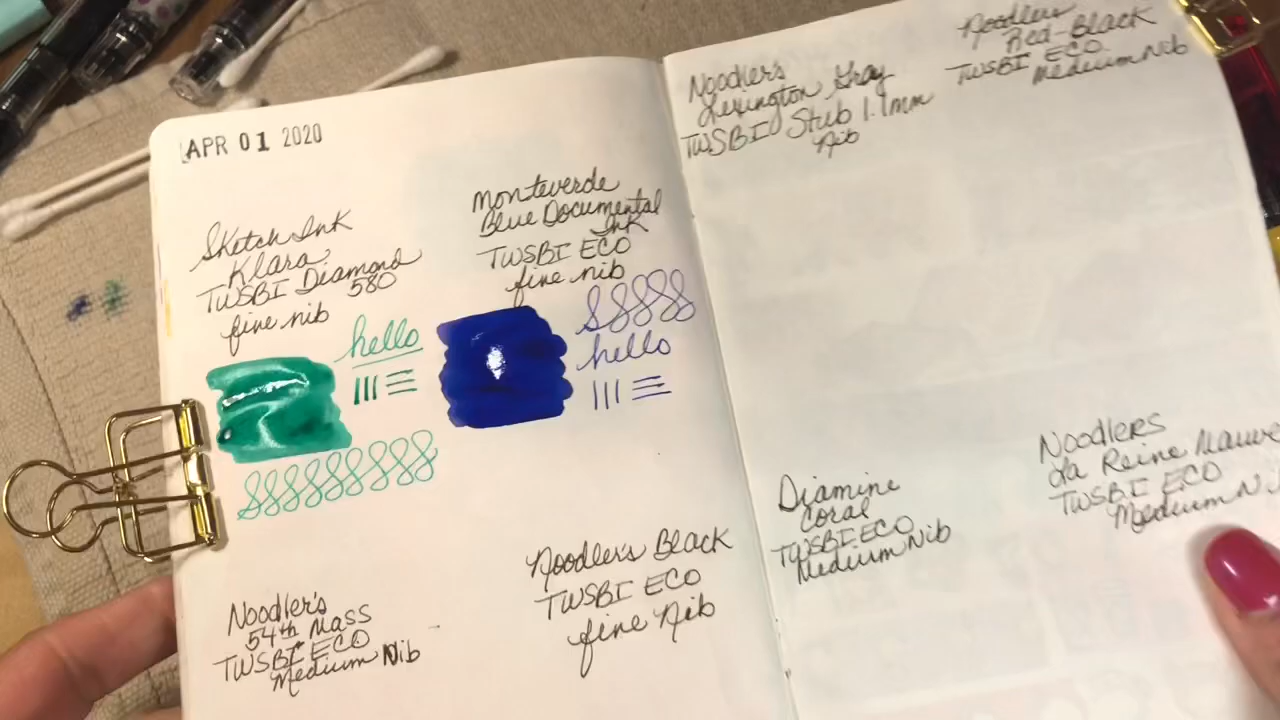 APR 01 2020
Sketch Ink
Klara
TWSBI Diamond
580
fine nib
hello
Monteverde
Blue Documental
Ink
TWSBI ECO
fine nib
hello
Noodler's
54th Mass
TWSBI ECO
Medium Nib
Noodler's Black
TWSBI ECO
fine Nib
Noodler's
Lexington Gray
TWSBI Stub 1.1mm
Nib
Noodlers
Red-Black
TWSBI ECO
Medium Nib
Diamine
Coral
TWSBI ECO
Medium Nib
Noodlers
La Reine Mauve
TWSBI ECO
Medium Ni